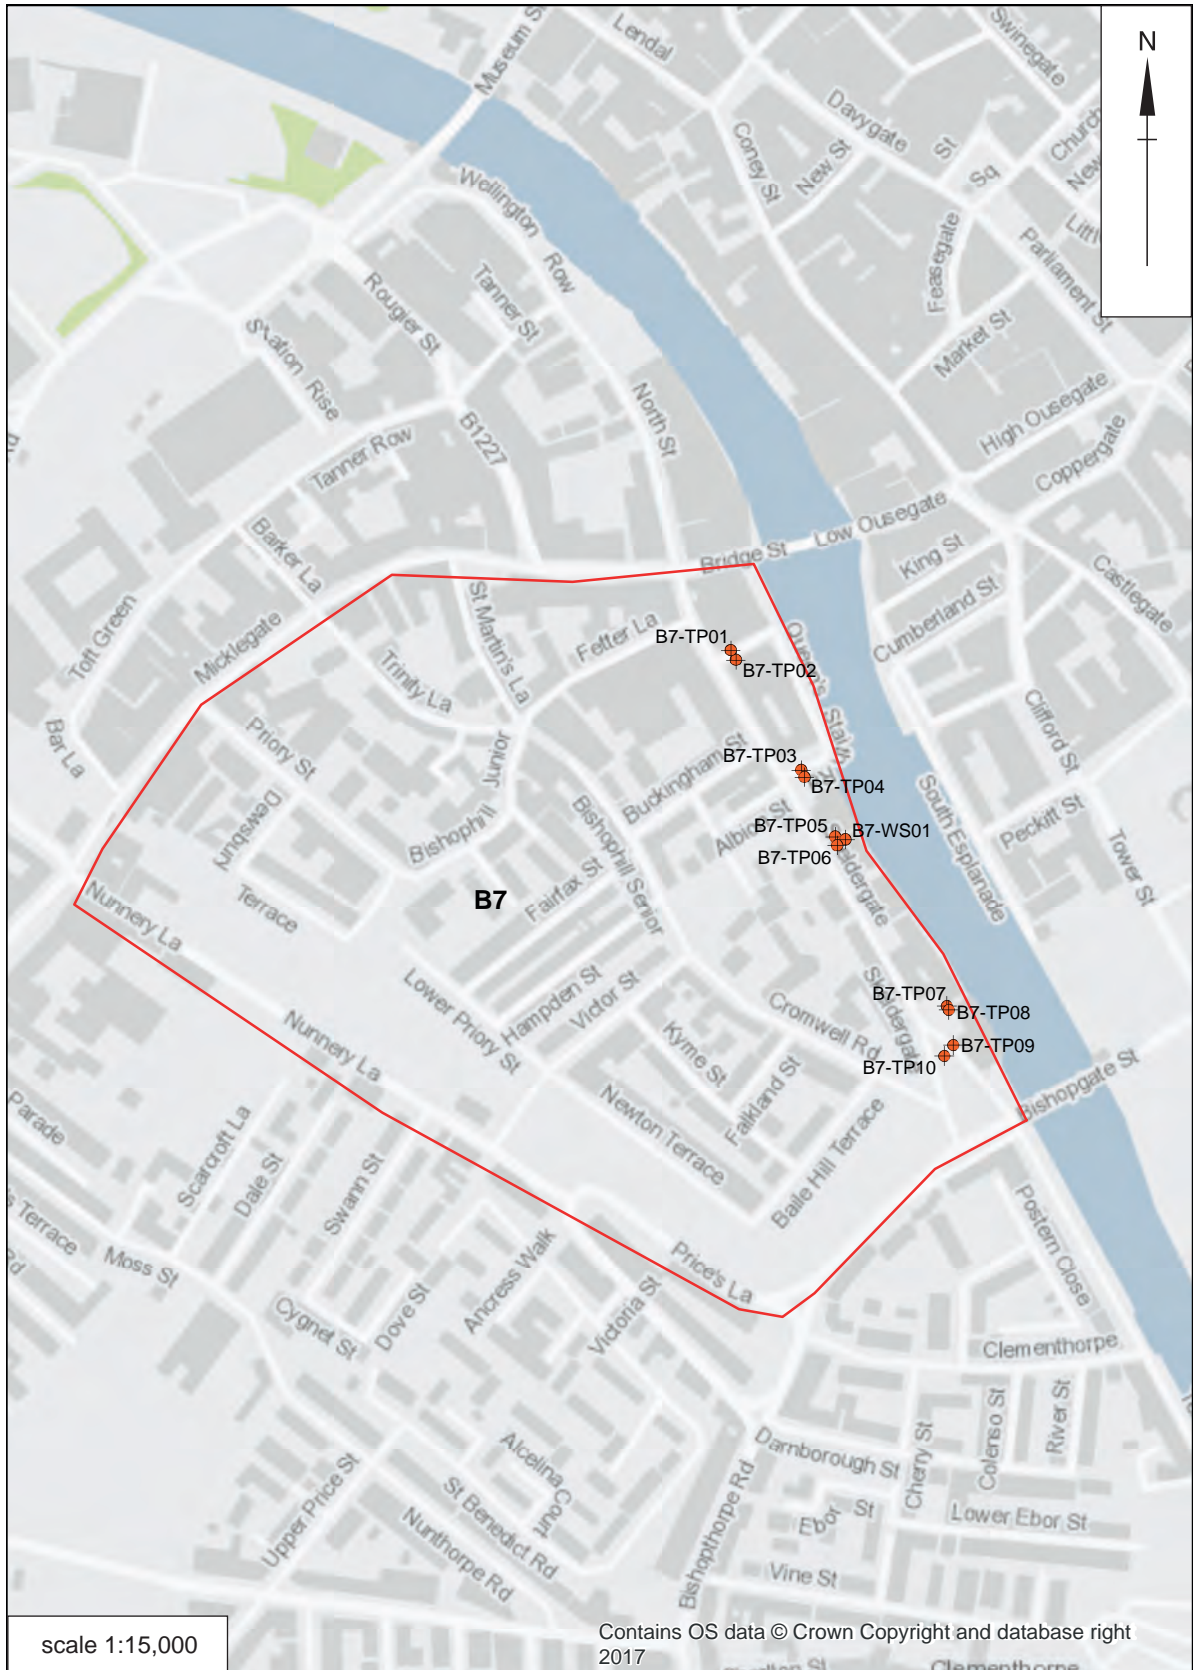 N
Museum St
Lendal
Swinegate
Davygate
Church
New
St
Sq
Coney St
New St
Wellington
Row
Feasegate
Parliament St
Market St
Rougier St
Tanner St
Station Rise
North St
High Ousegate
Coppergate
B1227
Tanner Row
Barker La
Bridge St
Low Ousegate
King St
Castlegate
Cumberland St
Toft Green
Micklegate
St Martin's La
Fetter La
Trinity La
B7-TP01
B7-TP02
Clifford St
Bar La
Priory St
Bishophill Junior
Buckingham St
B7-TP03
B7-TP04
South Esplanade
Dewsbury
Terrace
Bishophill Senior
Albion St
B7-TP05
B7-WS01
B7-TP06
Peckitt St
Tower St
B7
Fairfax St
Skeldergate
Nunnery La
Lower Priory St
Hampden St
Victor St
Cromwell Rd
Skeldergate
B7-TP07
B7-TP08
B7-TP09
B7-TP10
Nunnery La
Kyme St
Falkland St
Bishopgate St
Newton Terrace
Baile Hill Terrace
Parade
Scarcroft La
Dale St
Swann St
Terrace
Moss St
Rd
Ancress Walk
Price's La
Postern Close
Cygnet St
Dove St
Victoria St
Clementhorpe
Alcelina Court
Darnborough St
Cherry St
Colenso St
River St
Upper Price St
St Benedict Rd
Nunthorpe Rd
Bishopthorpe Rd
Ebor St
Lower Ebor St
Vine St
scale 1:15,000
Contains OS data © Crown Copyright and database right
2017
Clementhorpe